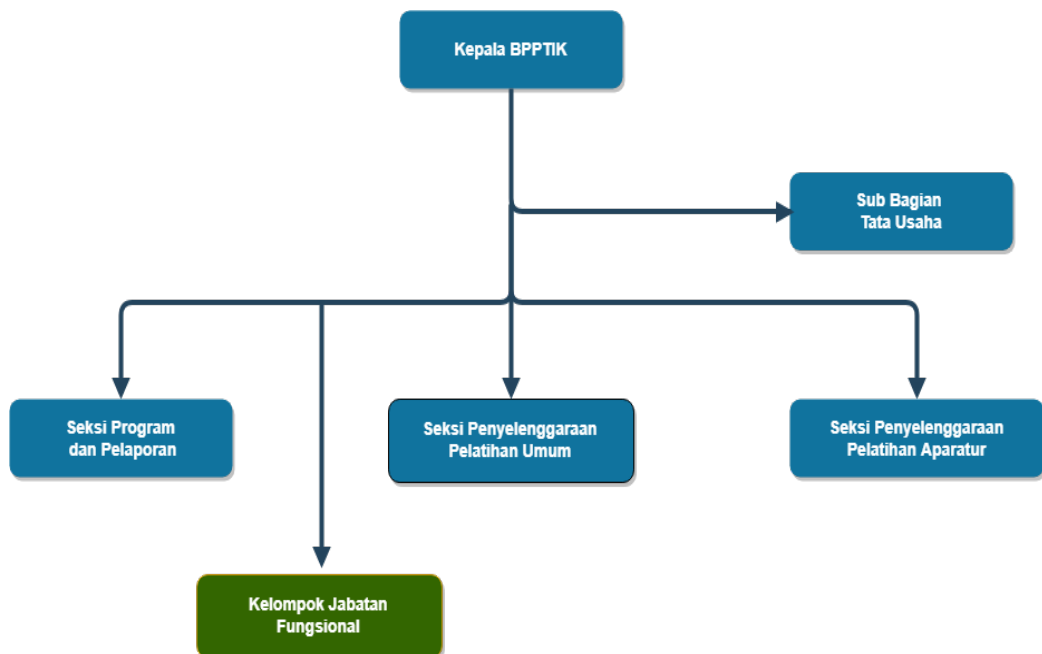 Kepala BPPTIK
Sub Bagian
Tata Usaha
Seksi Program
dan Pelaporan
Seksi Penyelenggaraan
Pelatihan Umum
Seksi Penyelenggaraan
Pelatihan Aparatur
Kelompok Jabatan
Fungsional